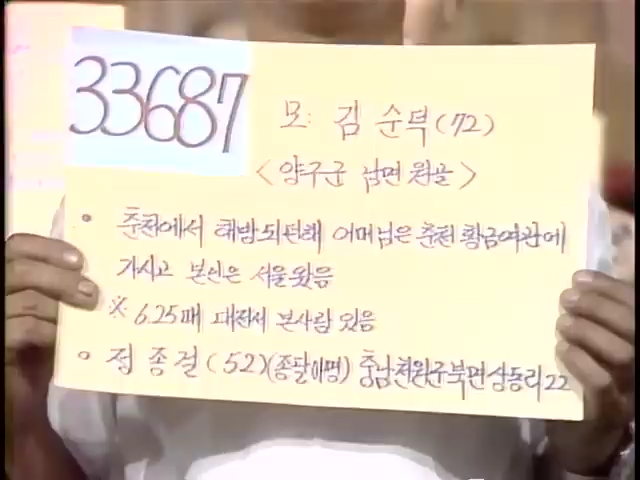 33687
모: 김 순덕(72)
<양구군 남면 원골>
• 춘천에서 해방되던해 어머님은 춘천 황금여관에
가시고 본인은 서울왔음
※ 6.25때 대전서 본사람 있음
• 정 종걸(52)(종달아명) 충남천원군북면상동리22